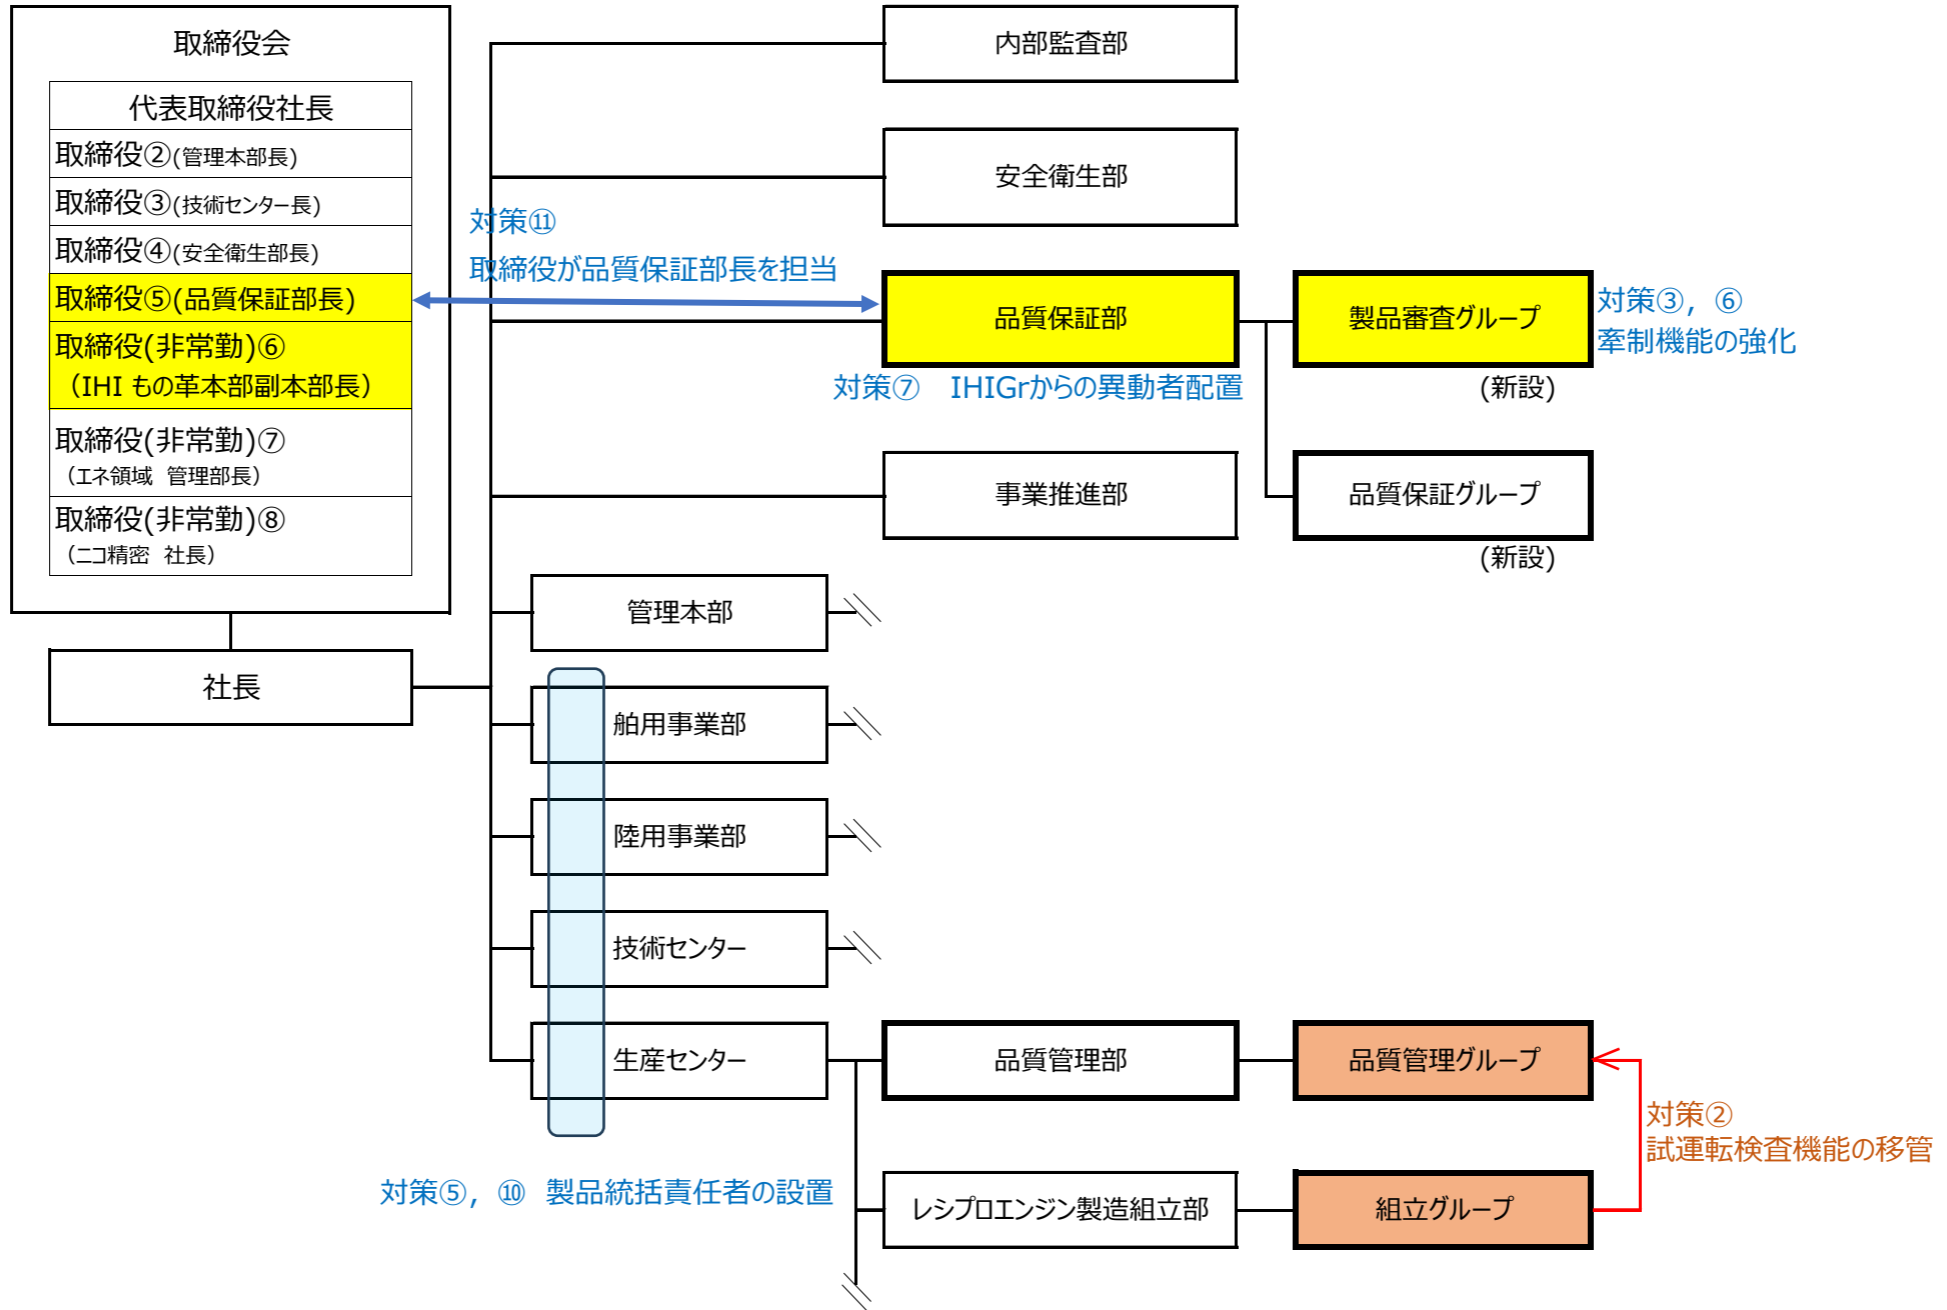 取締役会
代表取締役社長
取締役②(管理本部長)
取締役③(技術センター長)
取締役④(安全衛生部長)
取締役⑤(品質保証部長)
取締役(非常勤)⑥
（IHI もの革本部副本部長）
取締役(非常勤)⑦
（エネ領域　管理部長）
取締役(非常勤)⑧
（ニコ精密　社長）
社長
内部監査部
安全衛生部
対策⑪
取締役が品質保証部長を担当
品質保証部
製品審査グループ
対策③，⑥
牽制機能の強化
対策⑦　IHIGrからの異動者配置
(新設)
事業推進部
品質保証グループ
(新設)
管理本部
舶用事業部
陸用事業部
技術センター
生産センター
品質管理部
品質管理グループ
対策②
試運転検査機能の移管
対策⑤，⑩　製品統括責任者の設置
レシプロエンジン製造組立部
組立グループ